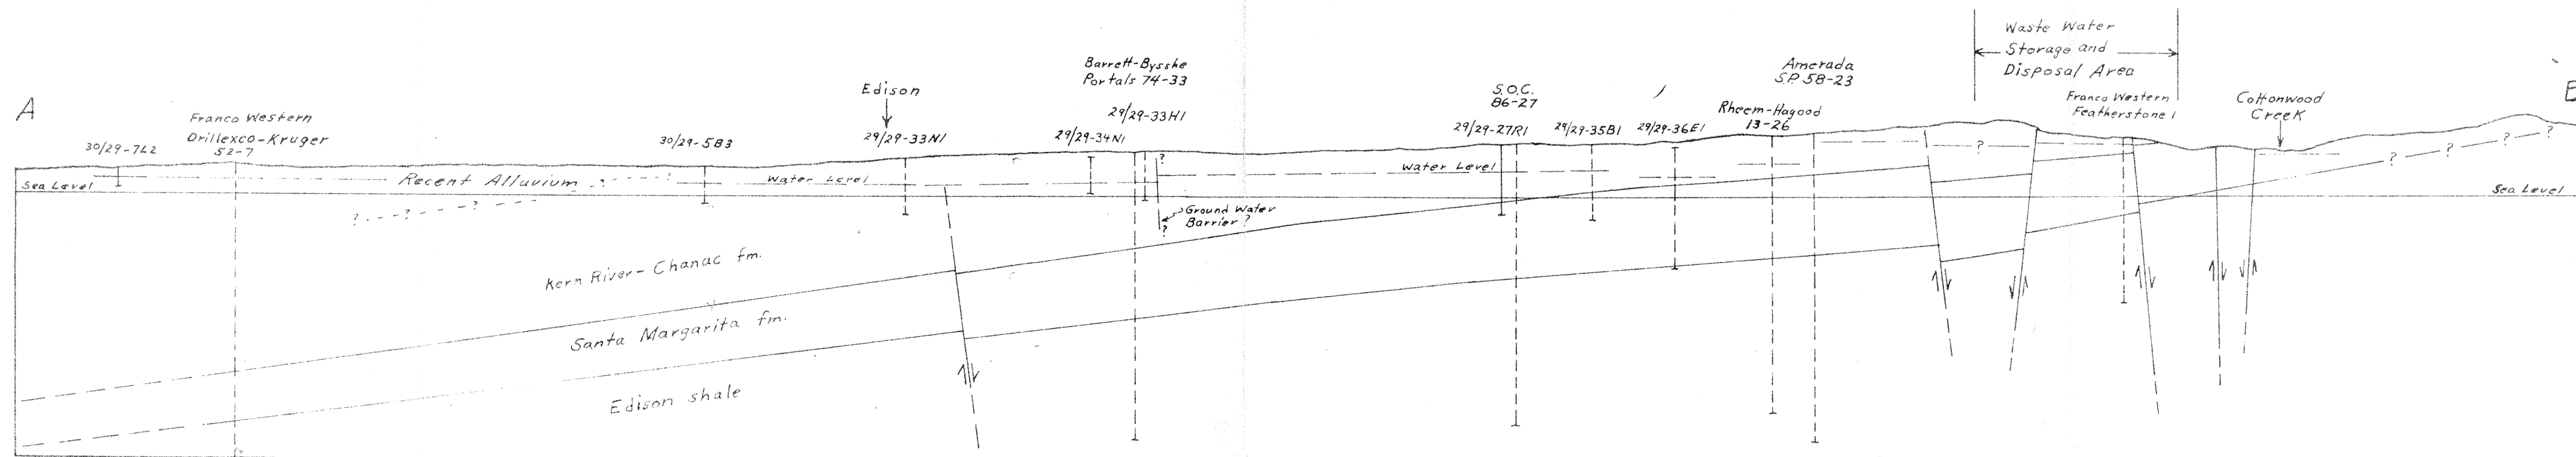 A
30/29-7L2
Franco Western
Drillexco-Kruger
52-7
30/29-5B3
Edison
29/29-33N1
Barrett-Bysshe
Portals 74-33
29/29-33H1
29/29-34N1
S.O.C.
86-27
29/29-27R1
29/29-35B1
29/29-36E1
Rheem-Hagood
13-26
Amerada
S.P. 58-23
Waste Water
Storage and
Disposal Area
Franco Western
Featherstone 1
Cottonwood
Creek
Sea Level
Recent Alluvium
?
Water Level
?
Water Level
?
? ? ?
Sea Level
? ? ?
Ground Water
Barrier?
?
Kern River-Chanac fm.
Santa Margarita fm.
Edison shale